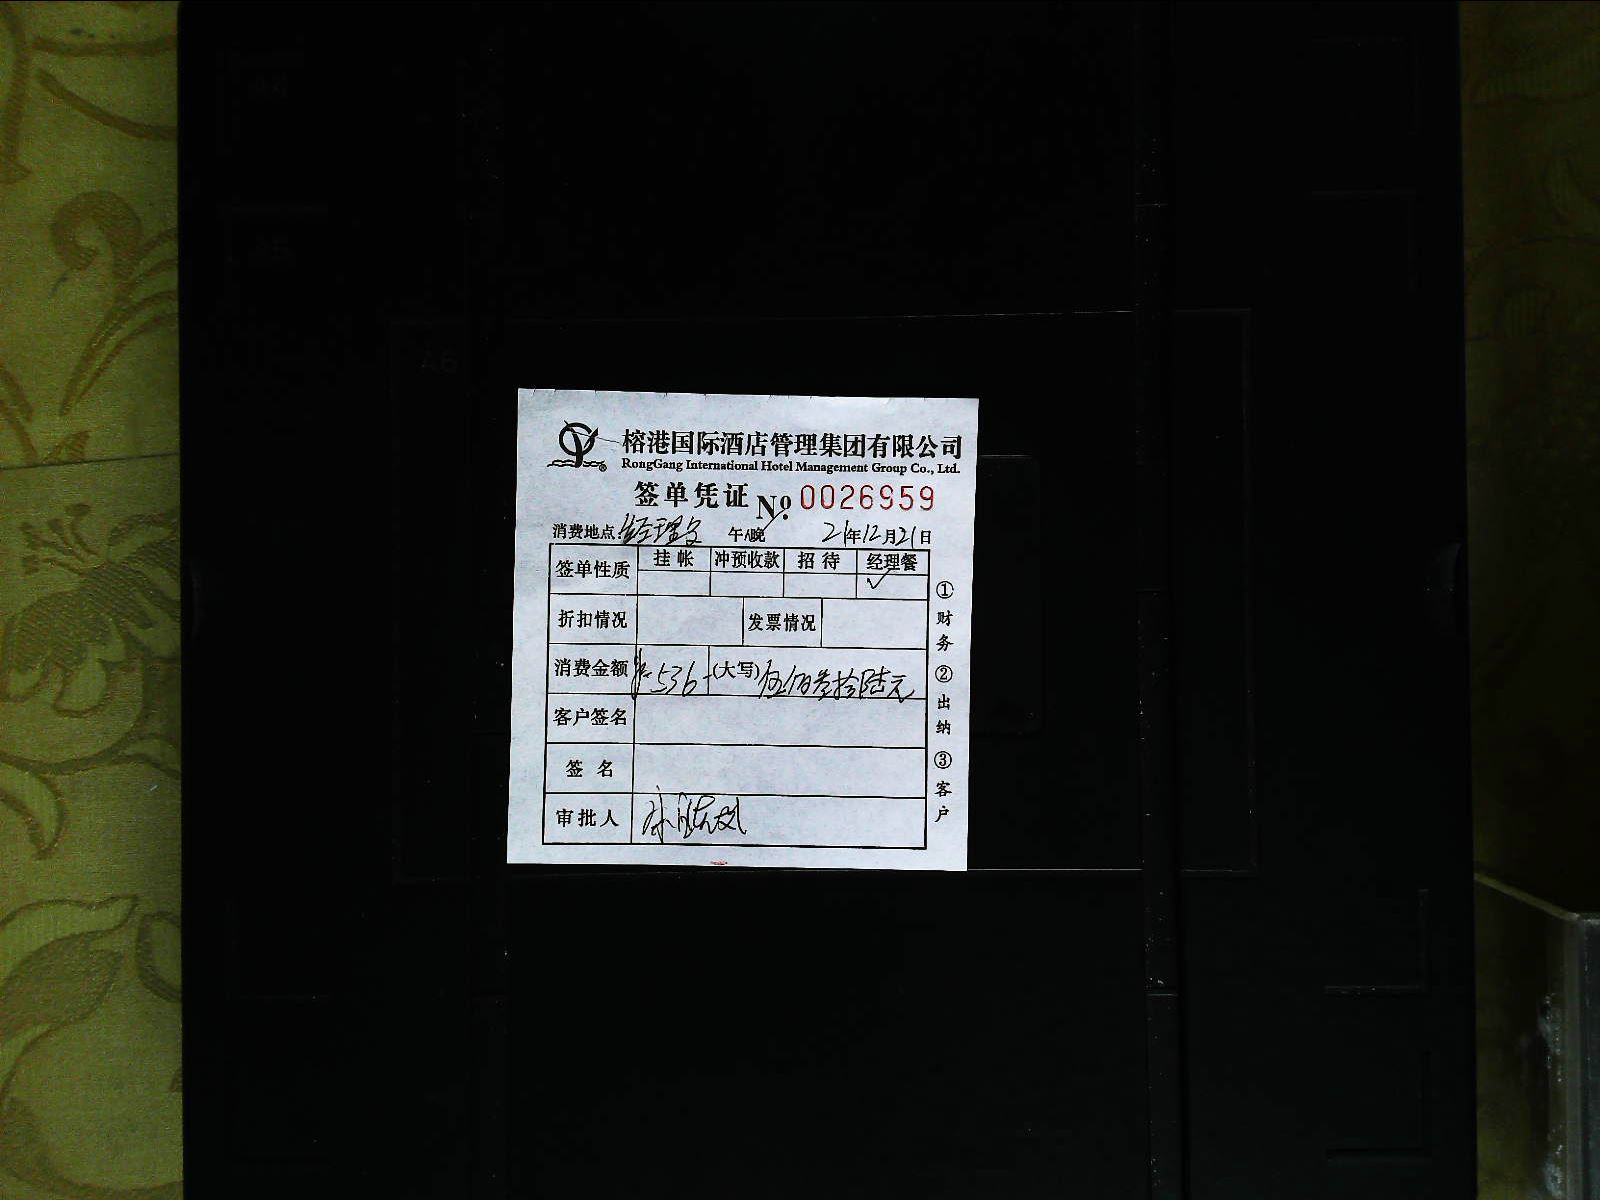 A6
榕港国际酒店管理集团有限公司
RongGang International Hotel Management Group Co., Ltd.
签单凭证 №: 0026959
消费地点: 经理 午/晚 21年12月21日
签单性质 挂帐 冲预收款 招待 经理餐
✓
折扣情况 发票情况
消费金额 ¥536- (大写) 伍佰叁拾陆元
客户签名
签名
审批人
①财务 ②出纳 ③客户